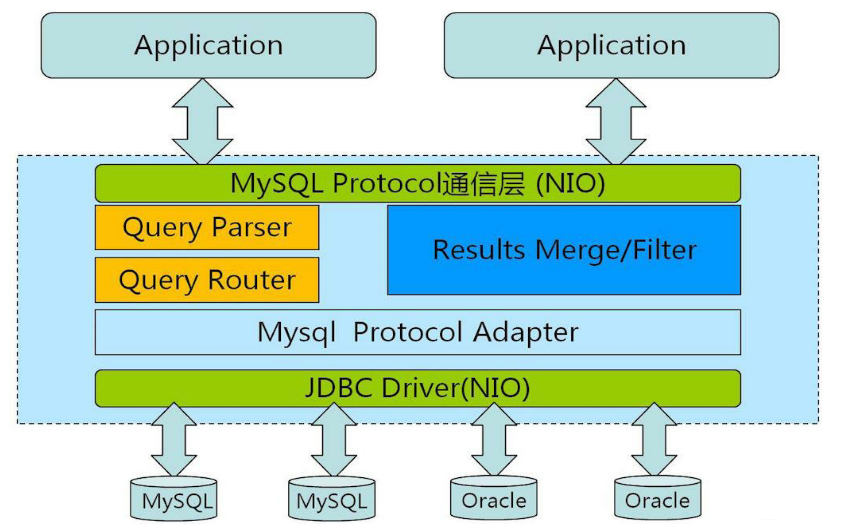 Application
Application
MySQL Protocol通信层 (NIO)
Query Parser
Results Merge/Filter
Query Router
Mysql Protocol Adapter
JDBC Driver(NIO)
MySQL
MySQL
Oracle
Oracle